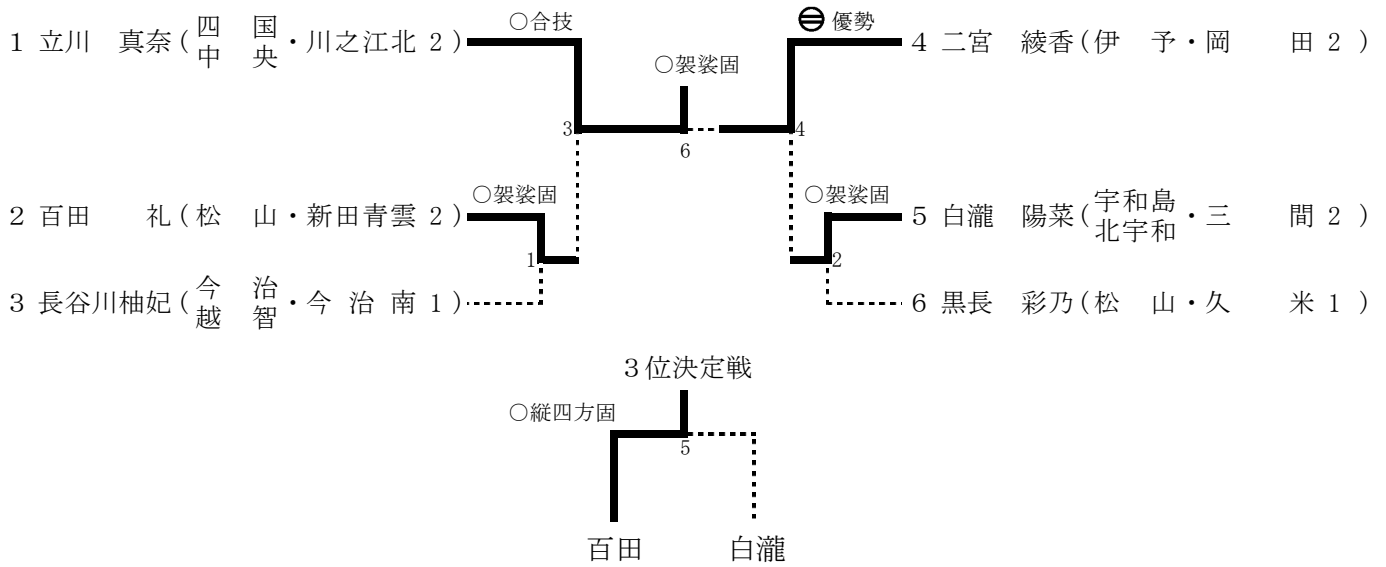 ○合技
優勢
1 立川　真奈(四国中央・川之江北 2)
4 二宮　綾香(伊　予・岡　田 2)
○袈裟固
3
4
6
○袈裟固
○袈裟固
2 百田　礼(松　山・新田青雲 2)
5 白瀧　陽菜(宇和島北宇和・三　間 2)
1
2
3 長谷川柚妃(今治越智・今 治 南 1)
6 黒長　彩乃(松　山・久　米 1)
3位決定戦
○縦四方固
5
百田
白瀧